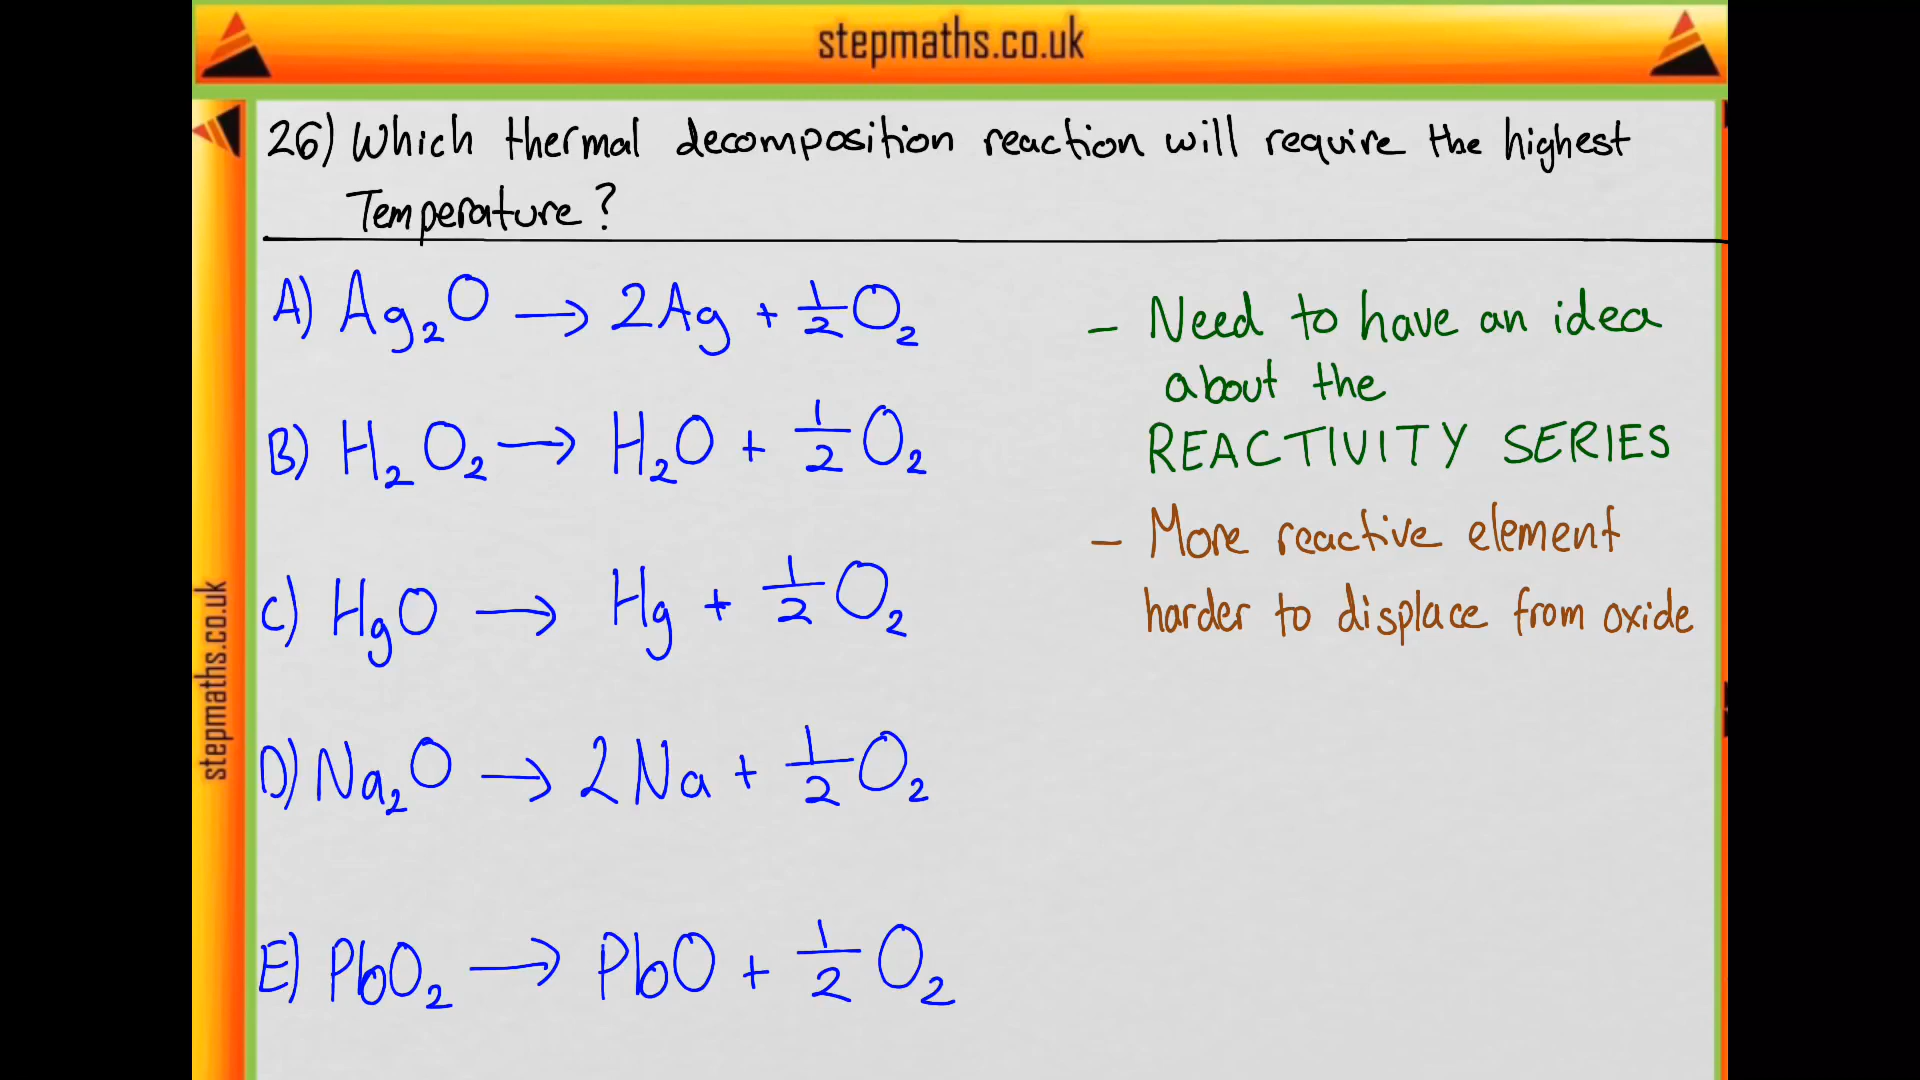 stepmaths.co.uk
stepmaths.co.uk
26) Which thermal decomposition reaction will require the highest
Temperature?
A) Ag₂O → 2Ag + ½O₂
B) H₂O₂ → H₂O + ½O₂
C) HgO → Hg + ½O₂
D) Na₂O → 2Na + ½O₂
E) PbO₂ → PbO + ½O₂
- Need to have an idea
about the
REACTIVITY SERIES
- More reactive element
harder to displace from oxide